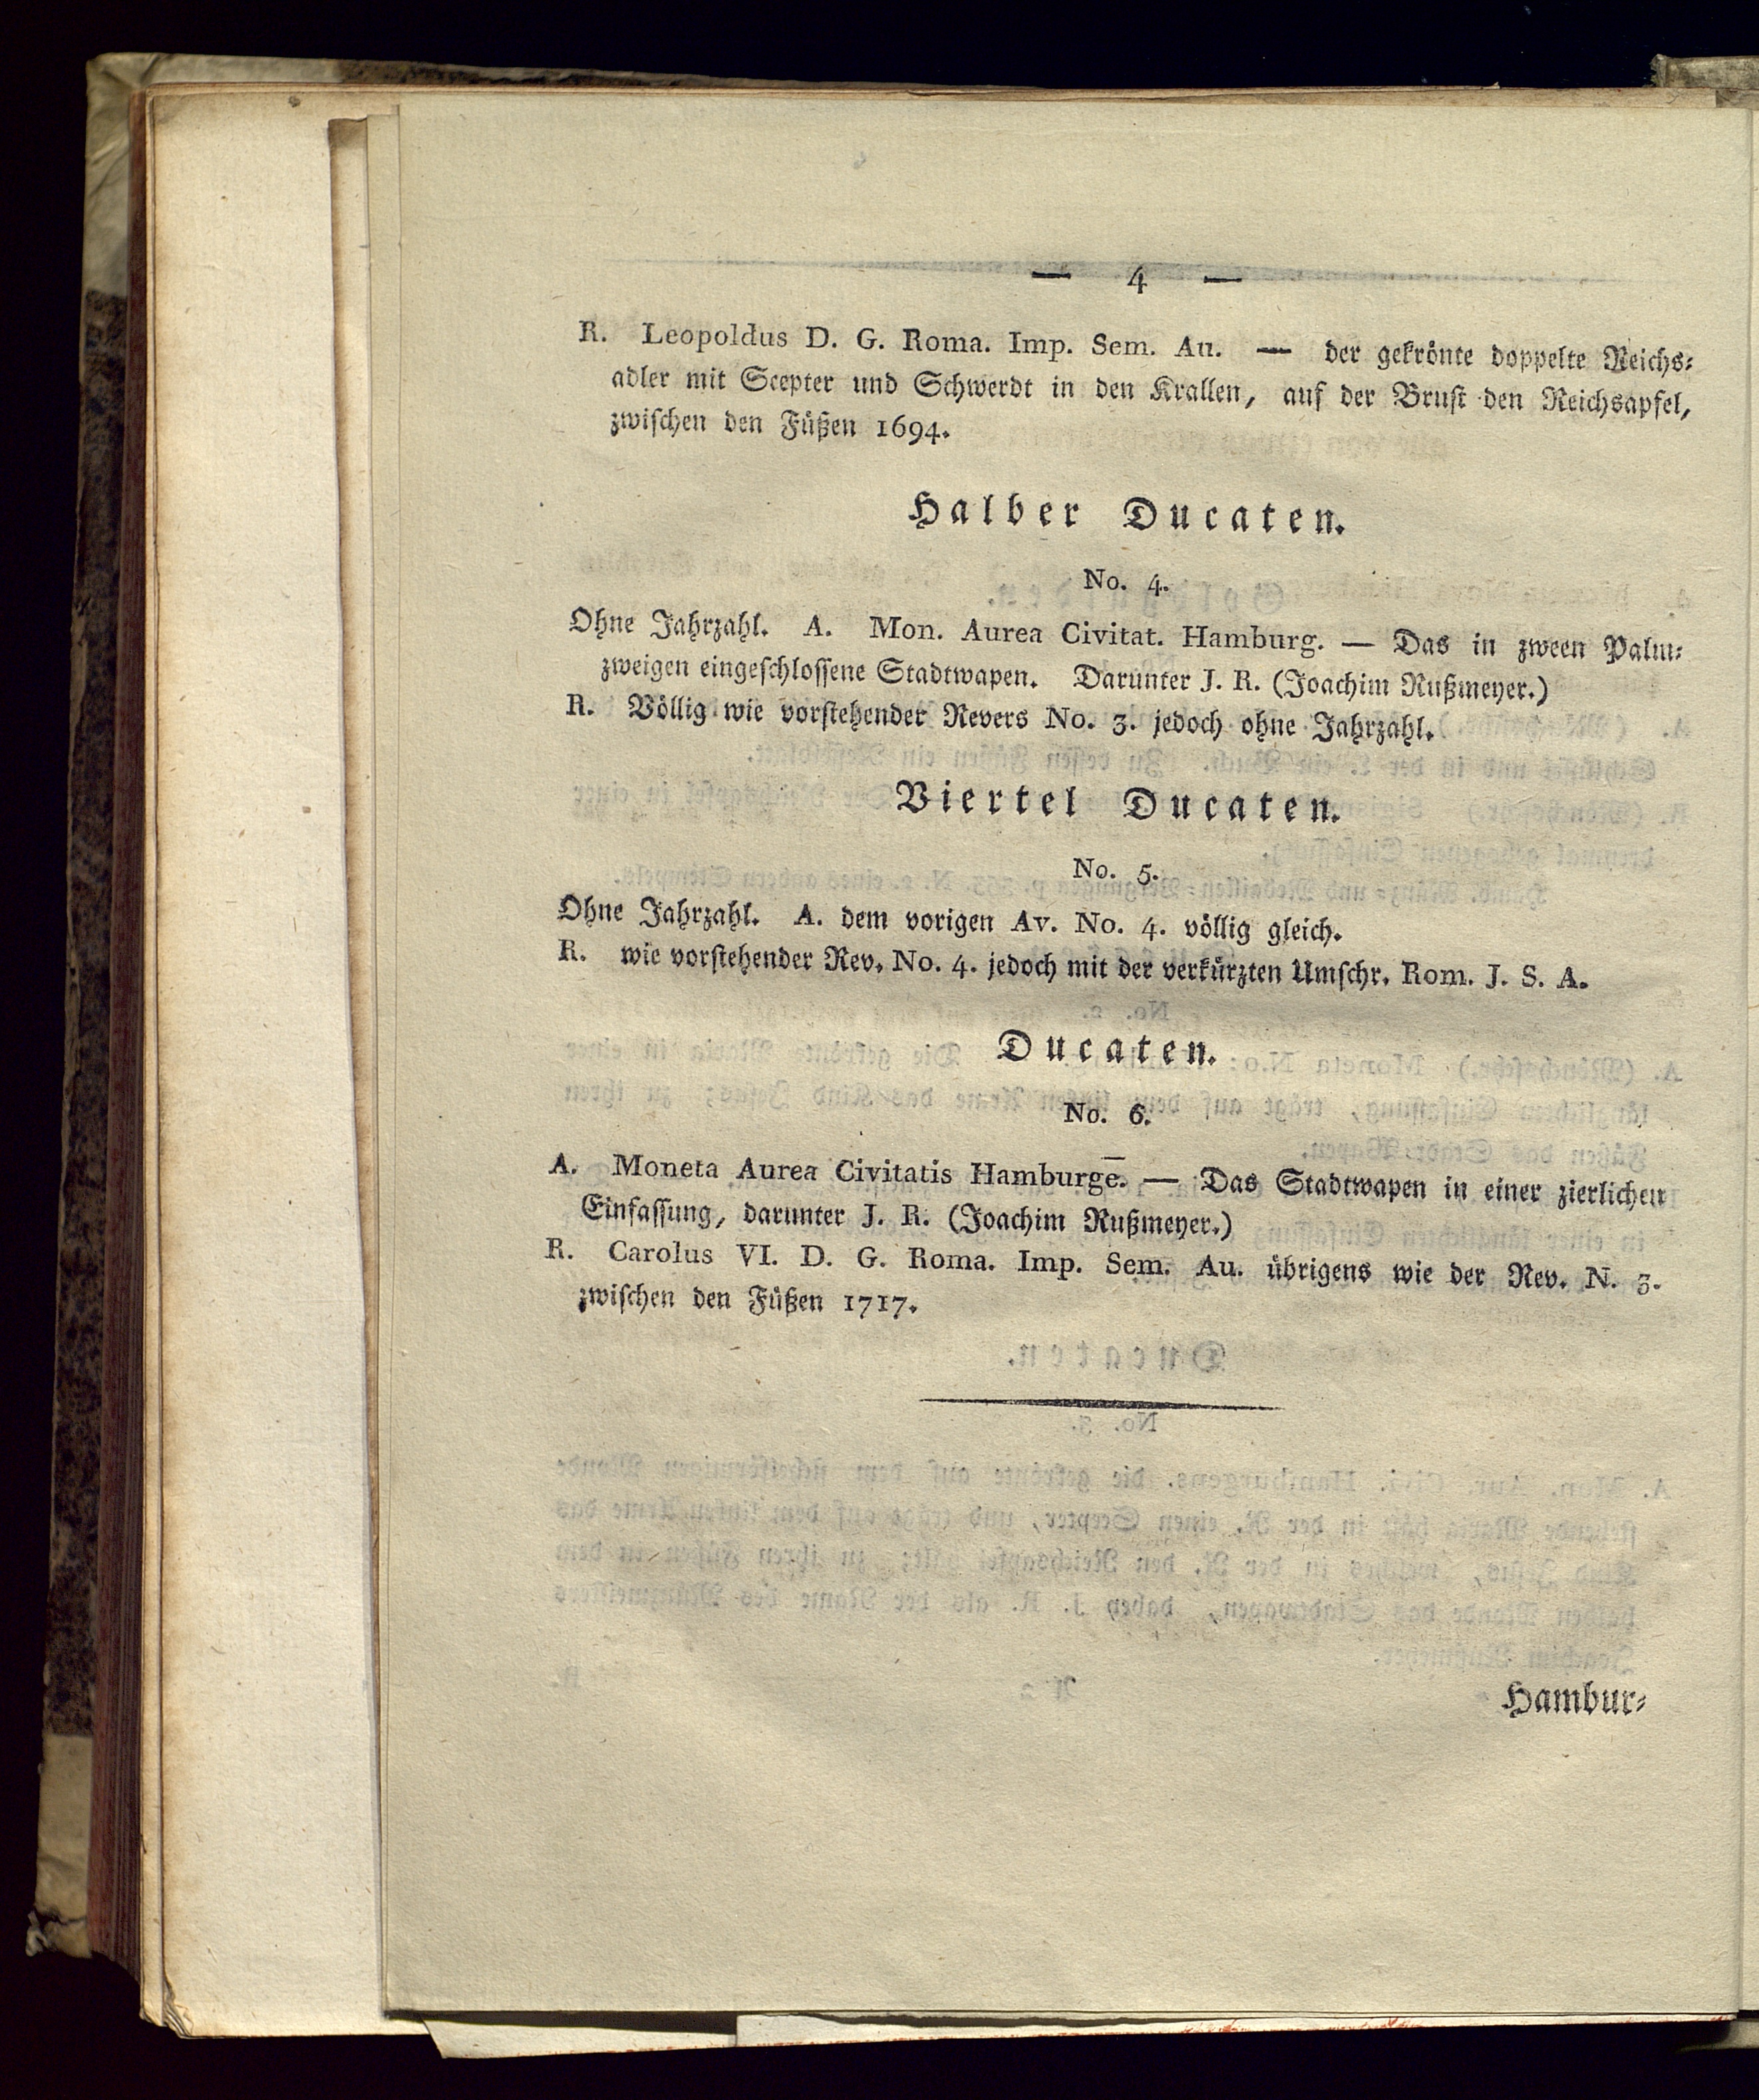 — 4 —
R. Leopoldus D. G. Roma. Imp. Sem. Au. — der gekrönte doppelte Reichs-
adler mit Scepter und Schwerdt in den Krallen, auf der Brust den Reichsapfel,
zwischen den Füßen 1694.
Halber Ducaten.
No. 4.
Ohne Jahrzahl. A. Mon. Aurea Civitat. Hamburg. — Das in zween Palm-
zweigen eingeschlossene Stadtwapen. Darunter J. R. (Joachim Rußmeyer.)
R. Völlig wie vorstehender Revers No. 3. jedoch ohne Jahrzahl.
Viertel Ducaten.
No. 5.
Ohne Jahrzahl. A. dem vorigen Av. No. 4. völlig gleich.
R. wie vorstehender Rev. No. 4. jedoch mit der verkürzten Umschr. Rom. J. S. A.
Ducaten.
No. 6.
A. Moneta Aurea Civitatis Hamburgē. — Das Stadtwapen in einer zierlichen
Einfassung, darunter J. R. (Joachim Rußmeyer.)
R. Carolus VI. D. G. Roma. Imp. Sem. Au. übrigens wie der Rev. N. 3.
zwischen den Füßen 1717.
Hambur-